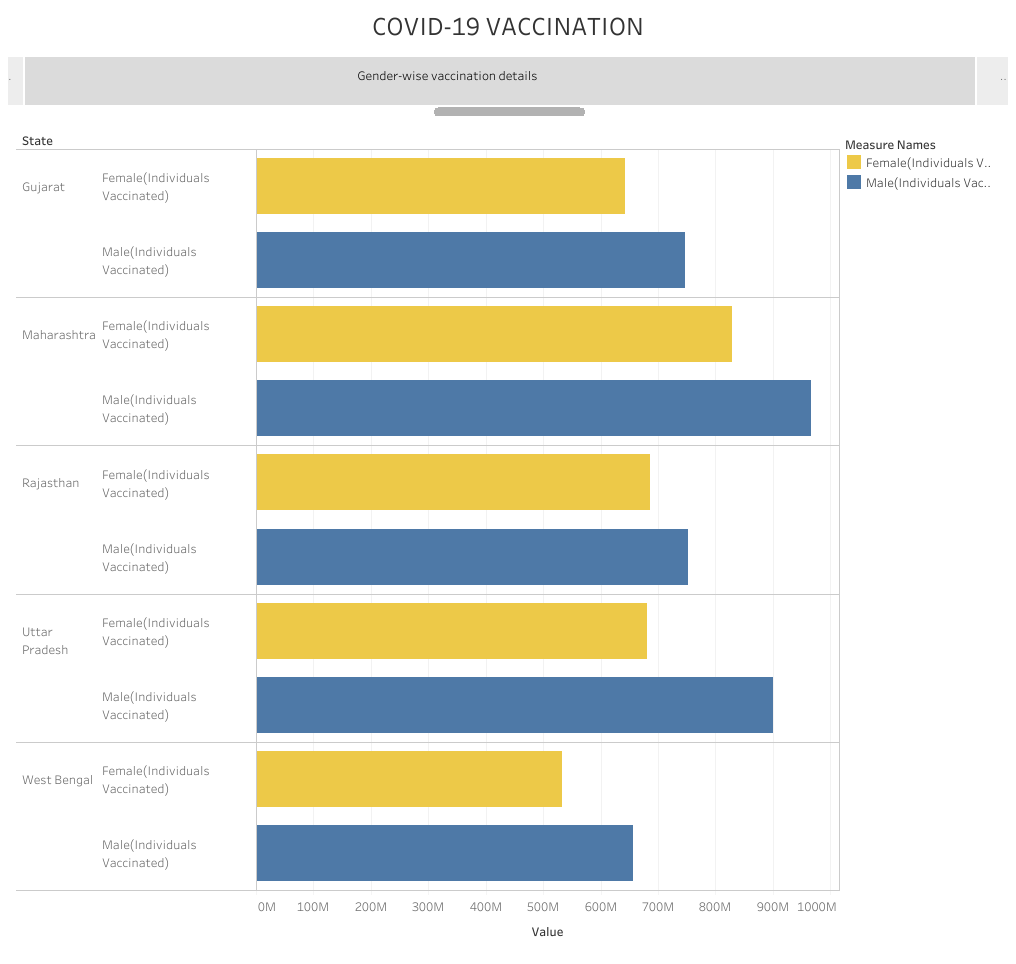 COVID-19 VACCINATION
.
Gender-wise vaccination details
..
State
Measure Names
Female(Individuals V..
Male(Individuals Vac..
Gujarat
Female(Individuals
Vaccinated)
Male(Individuals
Vaccinated)
Maharashtra
Female(Individuals
Vaccinated)
Male(Individuals
Vaccinated)
Rajasthan
Female(Individuals
Vaccinated)
Male(Individuals
Vaccinated)
Uttar
Pradesh
Female(Individuals
Vaccinated)
Male(Individuals
Vaccinated)
West Bengal
Female(Individuals
Vaccinated)
Male(Individuals
Vaccinated)
0M 100M 200M 300M 400M 500M 600M 700M 800M 900M 1000M
Value